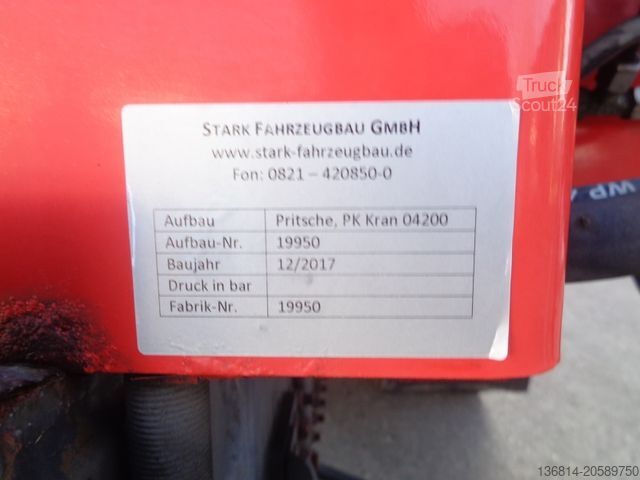 Truck
Scout24
STARK FAHRZEUGBAU GMBH
www.stark-fahrzeugbau.de
Fon: 0821 – 420850-0
Aufbau Pritsche, PK Kran 04200
Aufbau-Nr. 19950
Baujahr 12/2017
Druck in bar
Fabrik-Nr. 19950
WP
136814-20589750